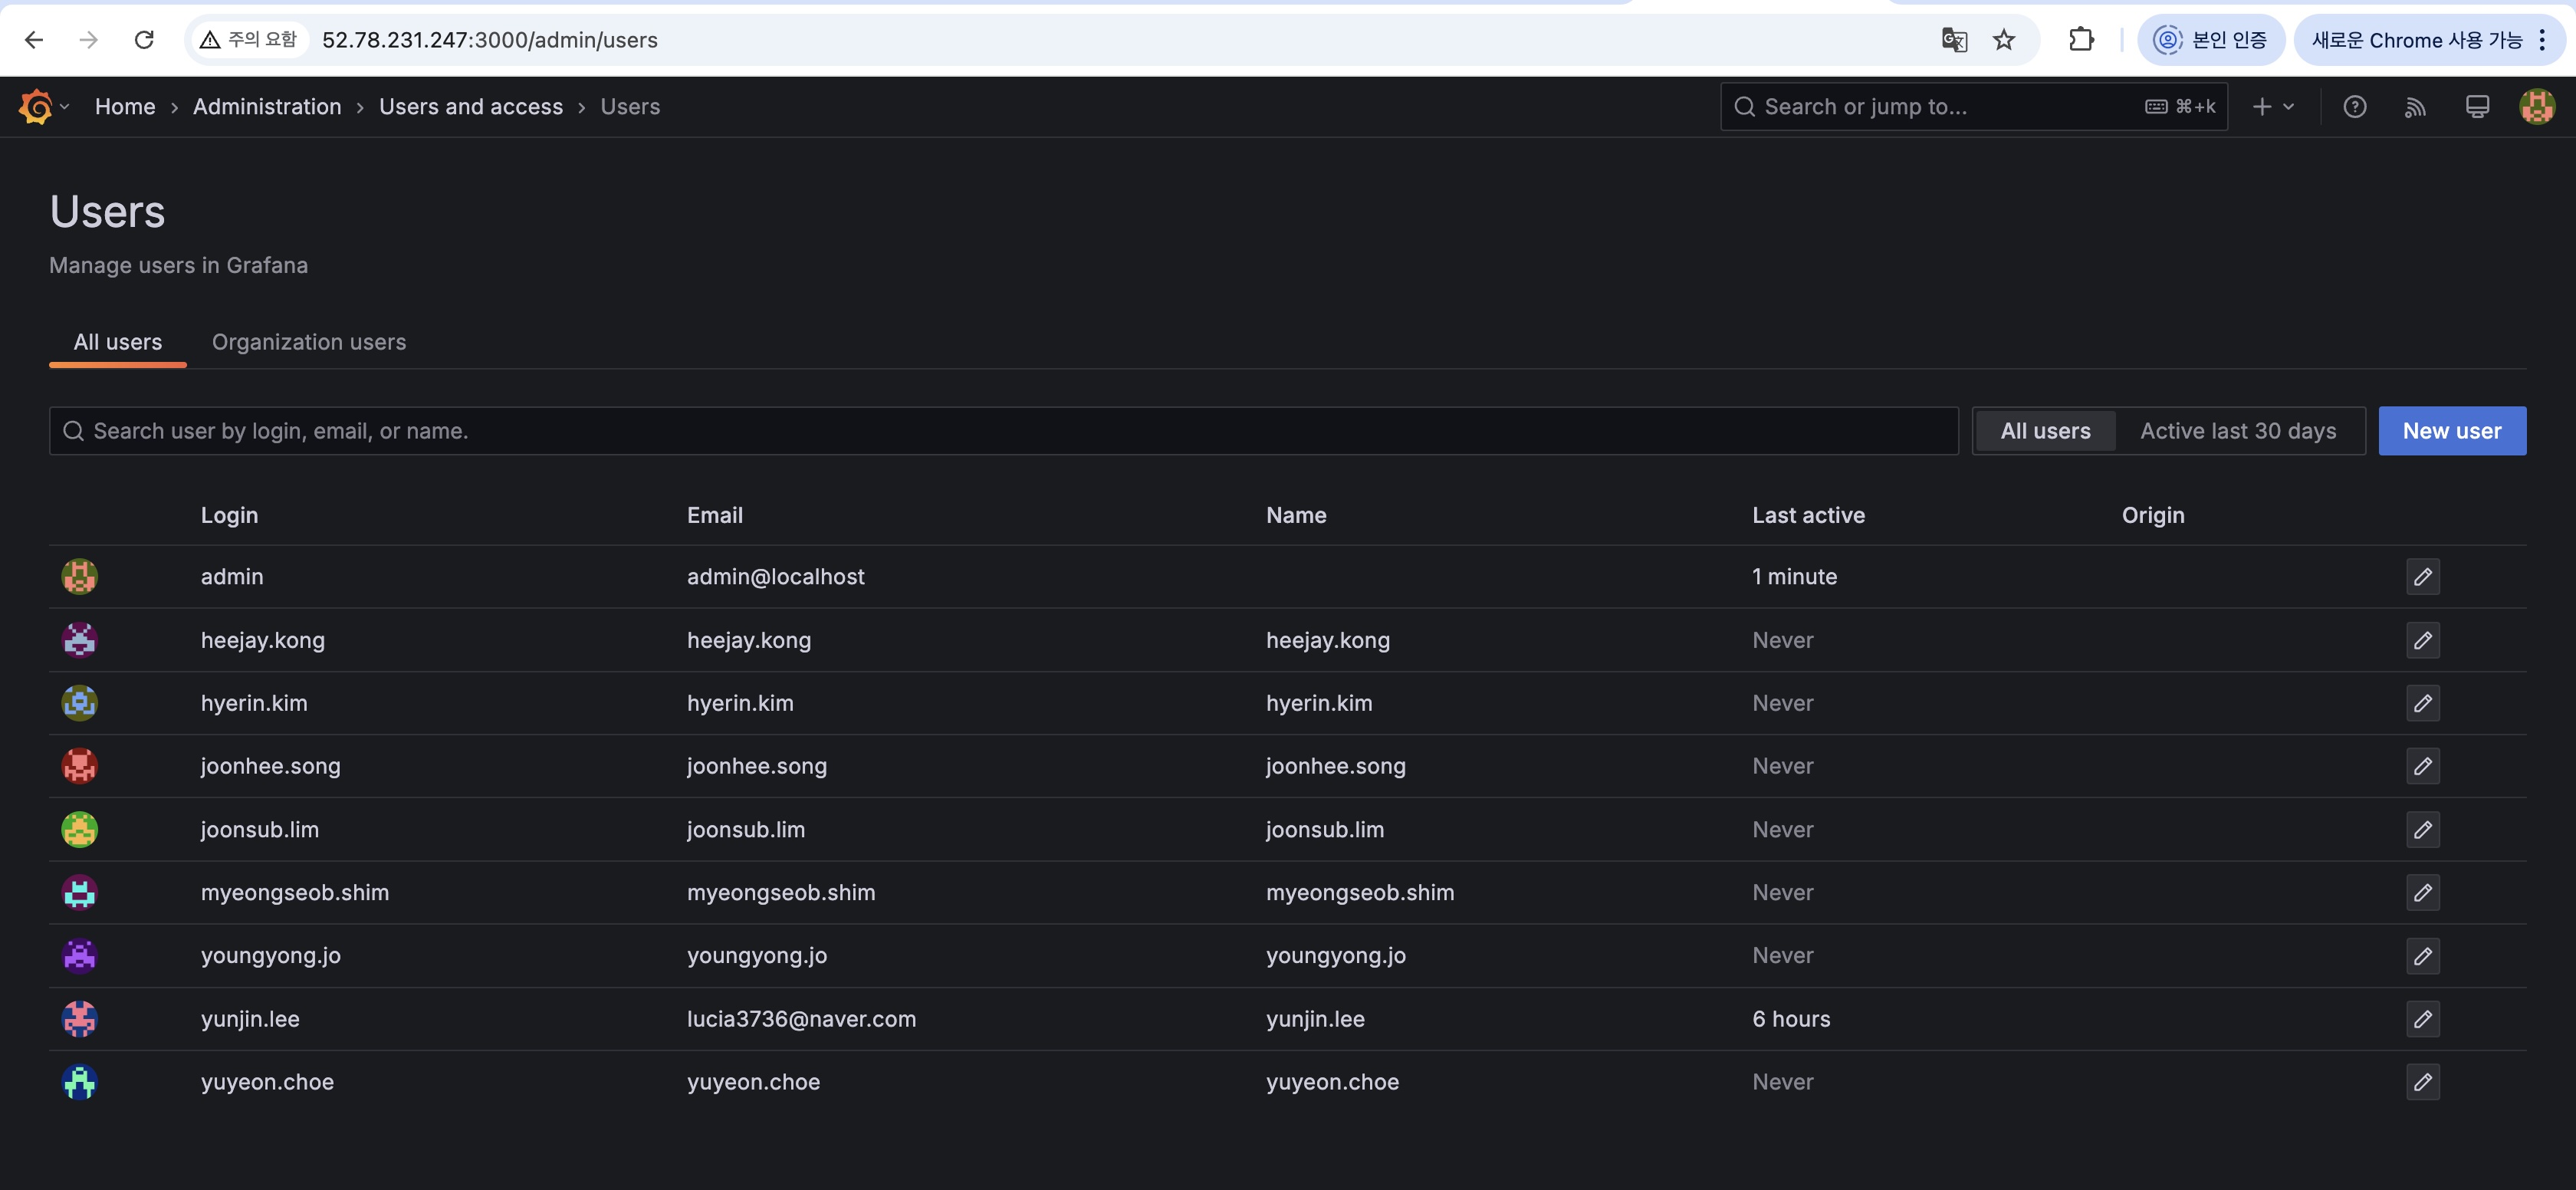 주의 요함 52.78.231.247:3000/admin/users 본인 인증 새로운 Chrome 사용 가능
Home › Administration › Users and access › Users Search or jump to... ⌘+k
Users
Manage users in Grafana
All users Organization users
Search user by login, email, or name. All users Active last 30 days New user
Login Email Name Last active Origin
admin admin@localhost 1 minute
heejay.kong heejay.kong heejay.kong Never
hyerin.kim hyerin.kim hyerin.kim Never
joonhee.song joonhee.song joonhee.song Never
joonsub.lim joonsub.lim joonsub.lim Never
myeongseob.shim myeongseob.shim myeongseob.shim Never
youngyong.jo youngyong.jo youngyong.jo Never
yunjin.lee lucia3736@naver.com yunjin.lee 6 hours
yuyeon.choe yuyeon.choe yuyeon.choe Never